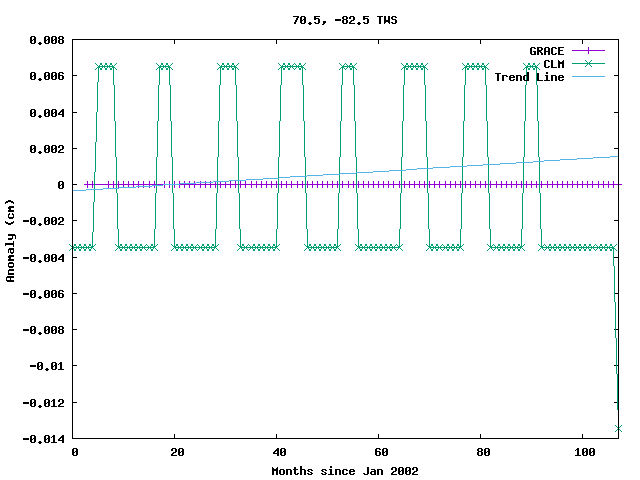 70.5, -82.5 TWS
GRACE
CLM
Trend Line
0.008
0.006
0.004
0.002
0
-0.002
-0.004
-0.006
-0.008
-0.01
-0.012
-0.014
Anomaly (cm)
0 20 40 60 80 100
Months since Jan 2002